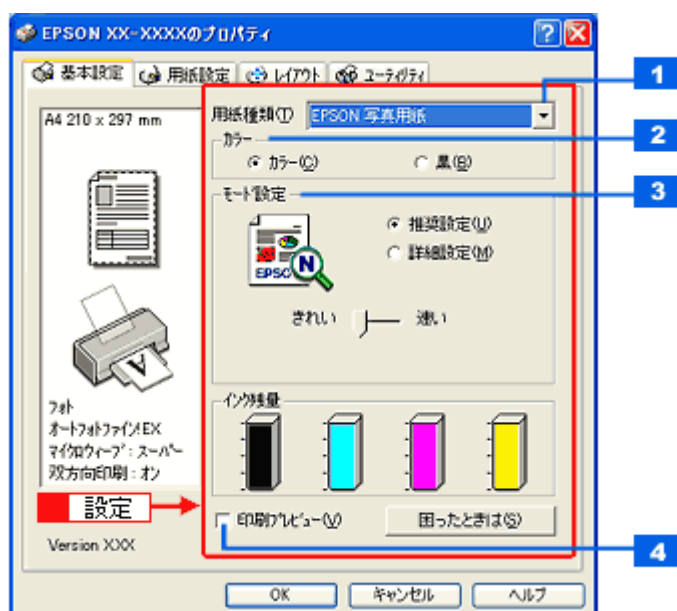 EPSON XX-XXXXのプロパティ
基本設定
用紙設定
レイアウト
ユーティリティ
1
A4 210 x 297 mm
用紙種類(T)
EPSON 写真用紙
2
カラー
カラー(C)
黒(B)
3
モード設定
推奨設定(U)
詳細設定(M)
EPSO
N
きれい
速い
A
フォト
オートフォトファイン!EX
マイクロウィーブ：スーパー
双方向印刷：オン
インク残量
設定
印刷プレビュー(V)
困ったときは(S)
4
Version XXX
OK
キャンセル
ヘルプ